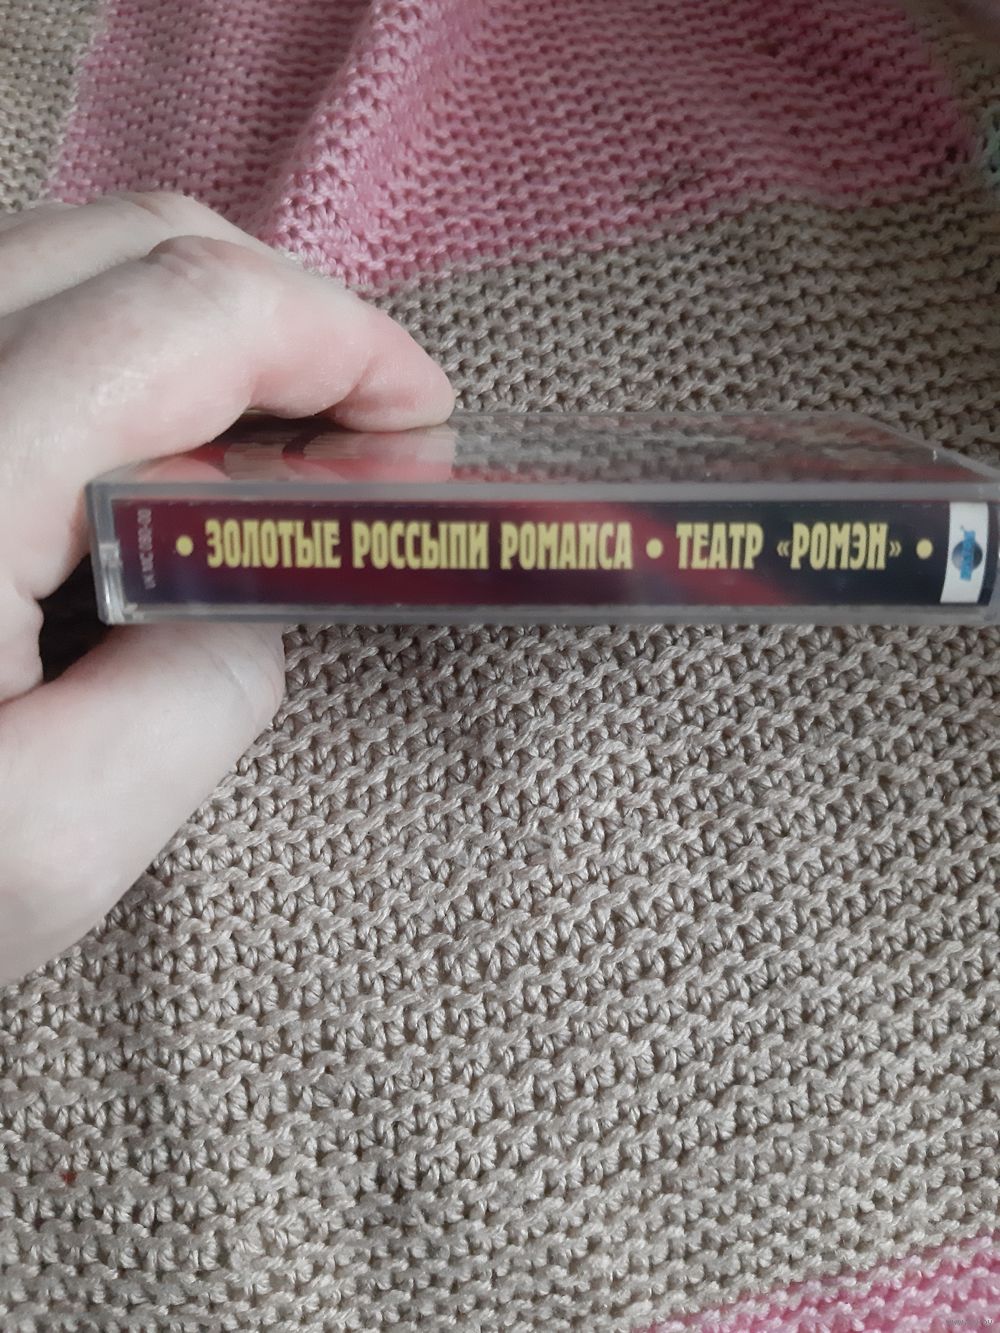 • ЗОЛОТЫЕ РОССЫПИ РОМАНСА • ТЕАТР «РОМЭН» •